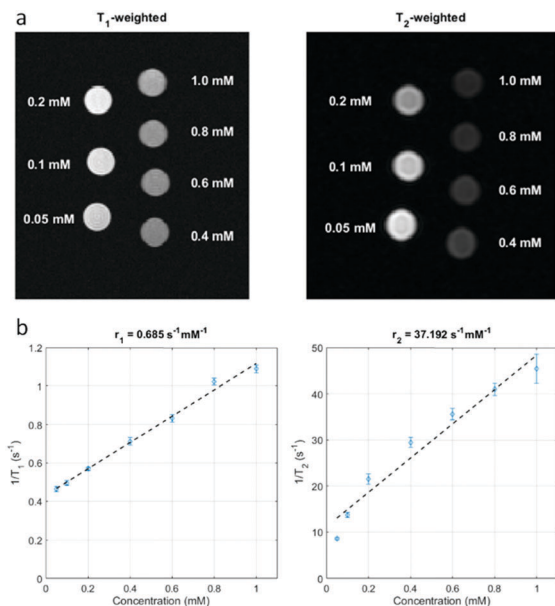 a
T₁-weighted
0.2 mM
0.1 mM
0.05 mM
1.0 mM
0.8 mM
0.6 mM
0.4 mM
T₂-weighted
0.2 mM
0.1 mM
0.05 mM
1.0 mM
0.8 mM
0.6 mM
0.4 mM
b
r₁ = 0.685 s⁻¹mM⁻¹
1/T₁ (s⁻¹)
1.2
1
0.8
0.6
0.4
0.2
0
0 0.2 0.4 0.6 0.8 1
Concentration (mM)
r₂ = 37.192 s⁻¹mM⁻¹
1/T₂ (s⁻¹)
50
40
30
20
10
0
0 0.2 0.4 0.6 0.8 1
Concentration (mM)